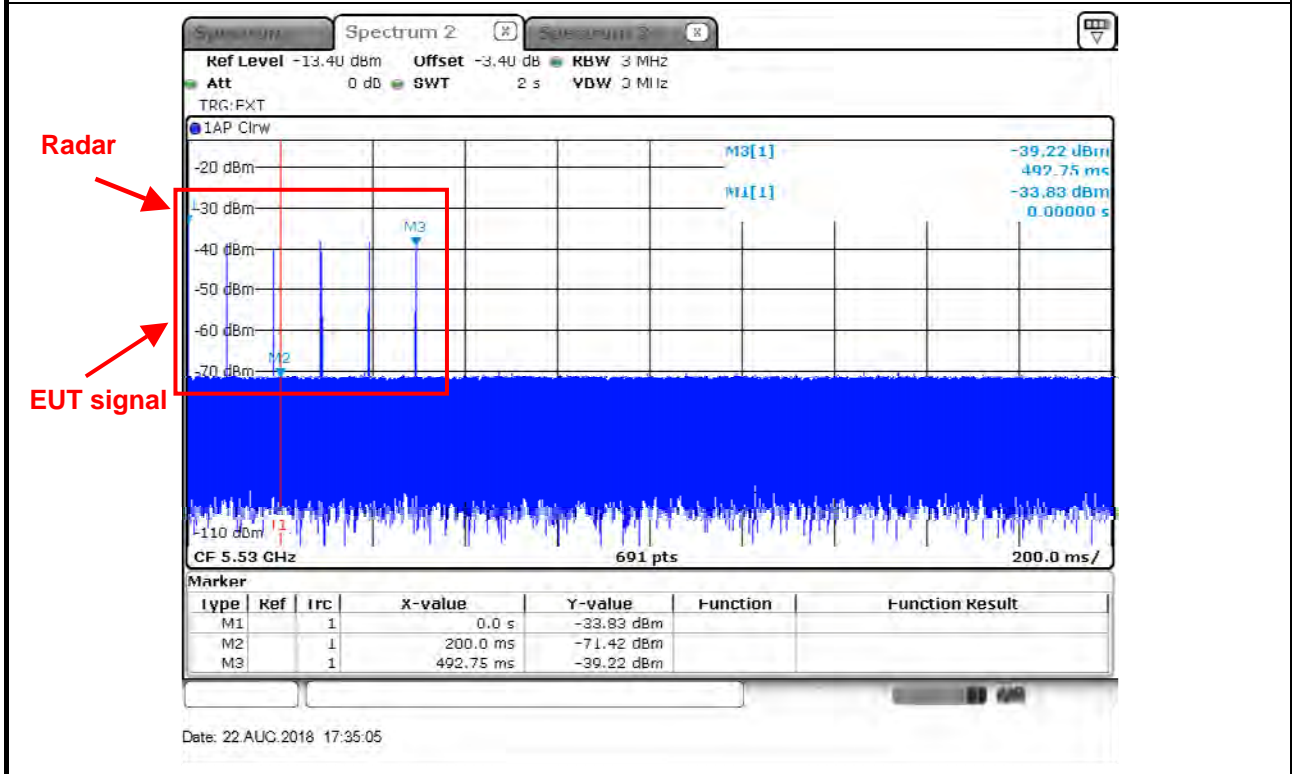 Spectrum 2
Ref Level -13.40 dBm Offset -3.40 dB RBW 3 MHz
Att 0 dB SWT 2 s VBW 3 MHz
TRG:EXT
1AP Clrw
Radar
EUT signal
M3[1] -39.22 dBm
492.75 ms
M1[1] -33.83 dBm
0.00000 s
-20 dBm
-30 dBm
M3
-40 dBm
-50 dBm
-60 dBm
M2
-70 dBm
-110 dBm
CF 5.53 GHz 691 pts 200.0 ms/
Marker
Type Ref Trc X-value Y-value Function Function Result
M1 1 0.0 s -33.83 dBm
M2 1 200.0 ms -71.42 dBm
M3 1 492.75 ms -39.22 dBm
Date: 22.AUG.2018 17:35:05